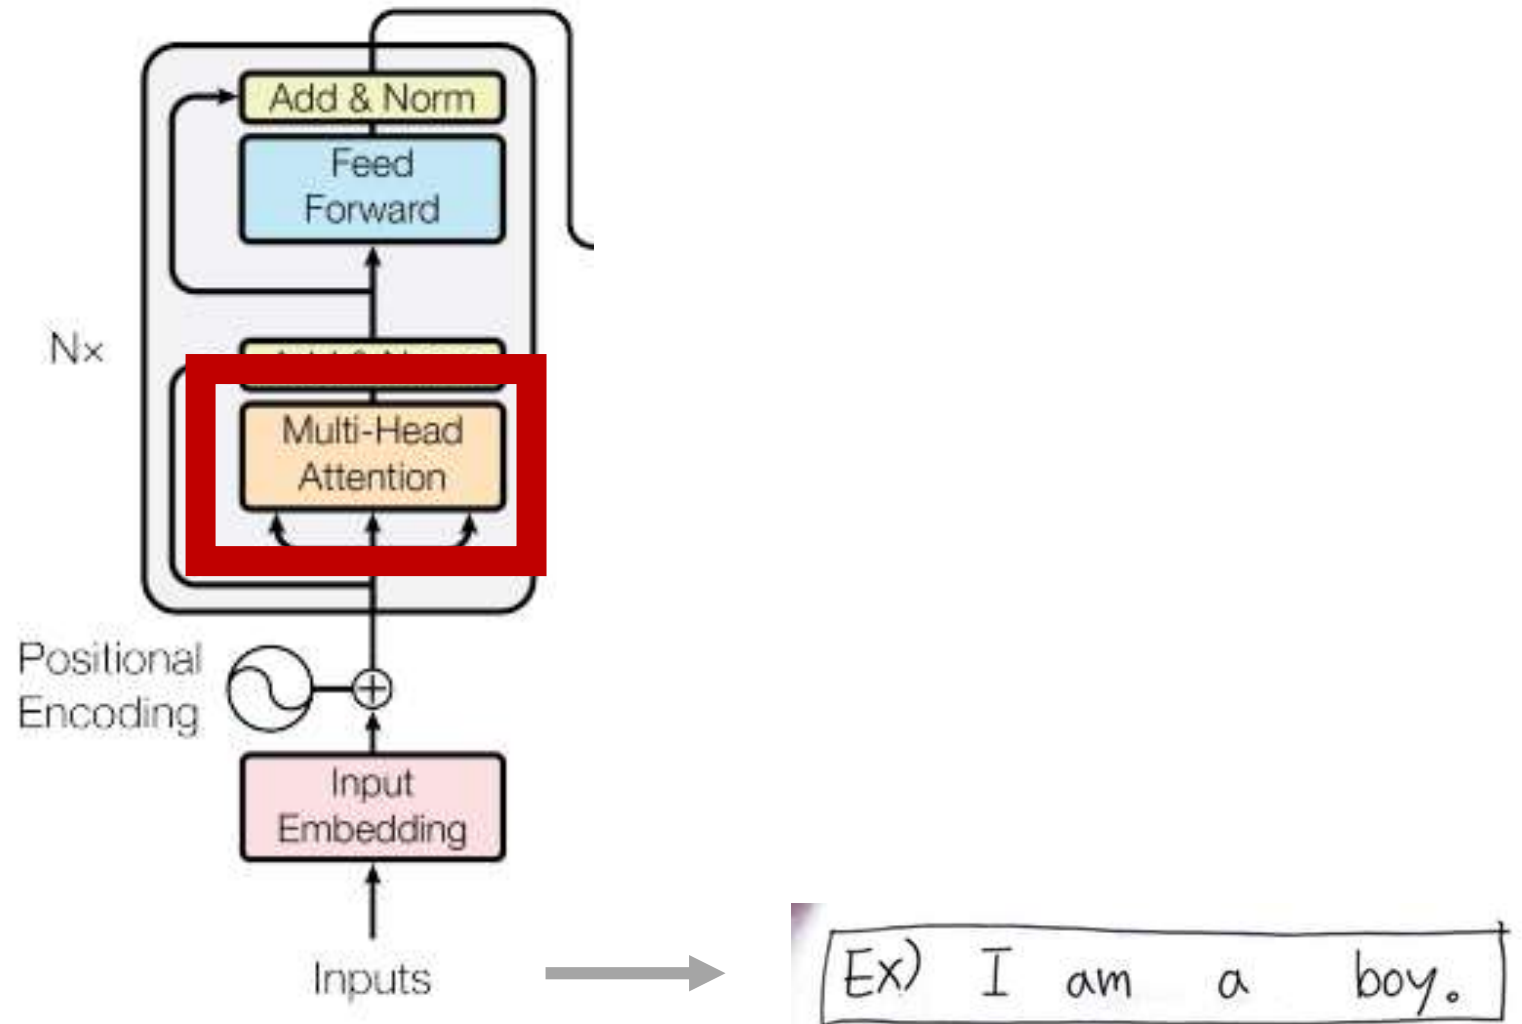 Add & Norm
Feed
Forward
Nx
Multi-Head
Attention
Positional
Encoding
Input
Embedding
Inputs
Ex) I am a boy.